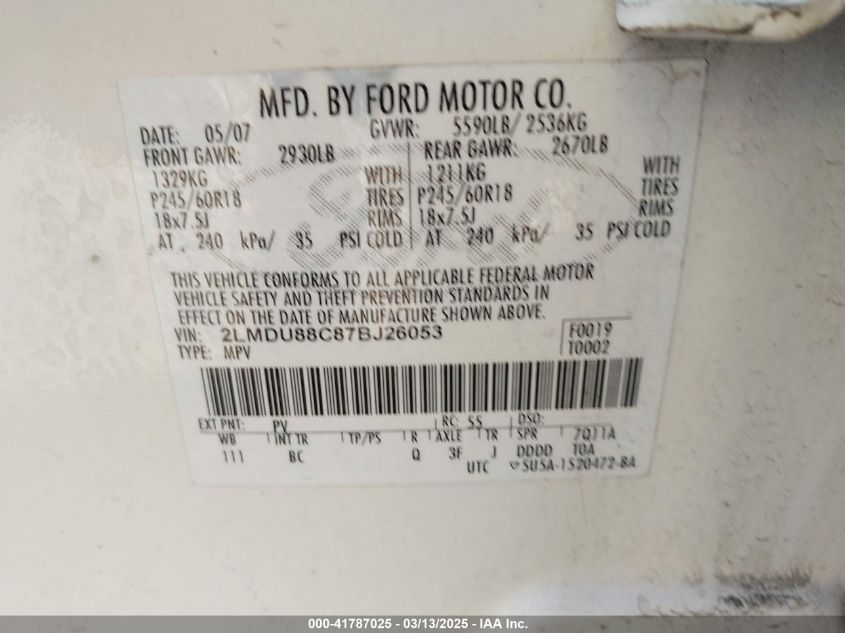 MFD. BY FORD MOTOR CO.
DATE: 05/07 GVWR: 5590LB/ 2536KG
FRONT GAWR: 2930LB REAR GAWR: 2670LB
1329KG WITH 1211KG WITH
P245/60R18 TIRES P245/60R18 TIRES
18x7.5J RIMS 18x7.5J RIMS
AT 240 kPa/ 35 PSI COLD AT 240 kPa/ 35 PSI COLD
THIS VEHICLE CONFORMS TO ALL APPLICABLE FEDERAL MOTOR
VEHICLE SAFETY AND THEFT PREVENTION STANDARDS IN
EFFECT ON THE DATE OF MANUFACTURE SHOWN ABOVE.
VIN: 2LMDU88C87BJ26053 F0019
TYPE: MPV T0002
EXT PNT: PV RC: 55 DSO:
WB INT TR TP/PS R AXLE TR SPR 7Q11A
111 BC Q 3F J DDDD TOA
UTC 5U5A-1520472-BA
000-41787025 - 03/13/2025 - IAA Inc.